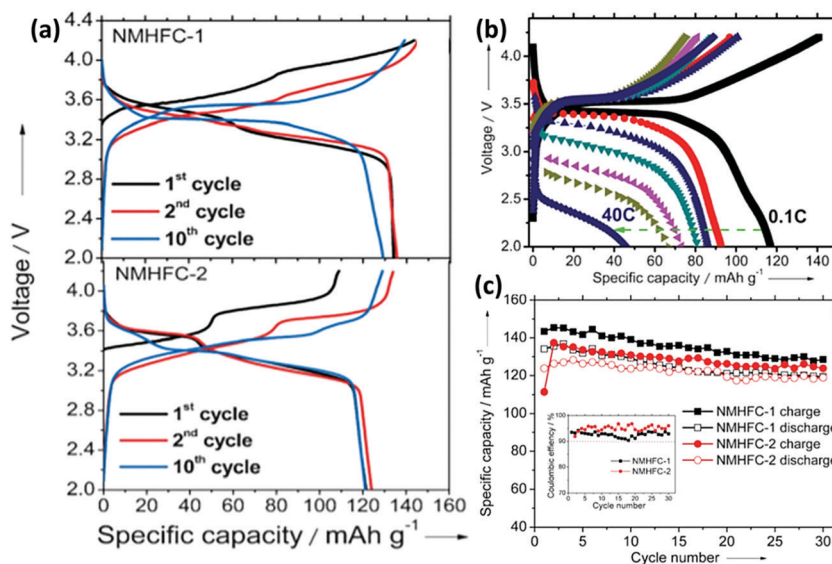 (a)
NMHFC-1
4.4
4.0
3.6
3.2
2.8
2.4
2.0
1st cycle
2nd cycle
10th cycle
NMHFC-2
4.0
3.6
3.2
2.8
2.4
2.0
1st cycle
2nd cycle
10th cycle
0 20 40 60 80 100 120 140 160
Voltage / V
Specific capacity / mAh g-1
(b)
4.0
3.5
3.0
2.5
2.0
40C
0.1C
0 20 40 60 80 100 120 140 160
Voltage / V
Specific capacity / mAh g-1
(c)
160
140
120
100
80
60
40
NMHFC-1 charge
NMHFC-1 discharge
NMHFC-2 charge
NMHFC-2 discharge
Coulombic effiency / %
100
90
80
70
NMHFC-1
NMHFC-2
0 5 10 15 20 25 30
Cycle number
0 5 10 15 20 25 30
Specific capacity / mAh g-1
Cycle number